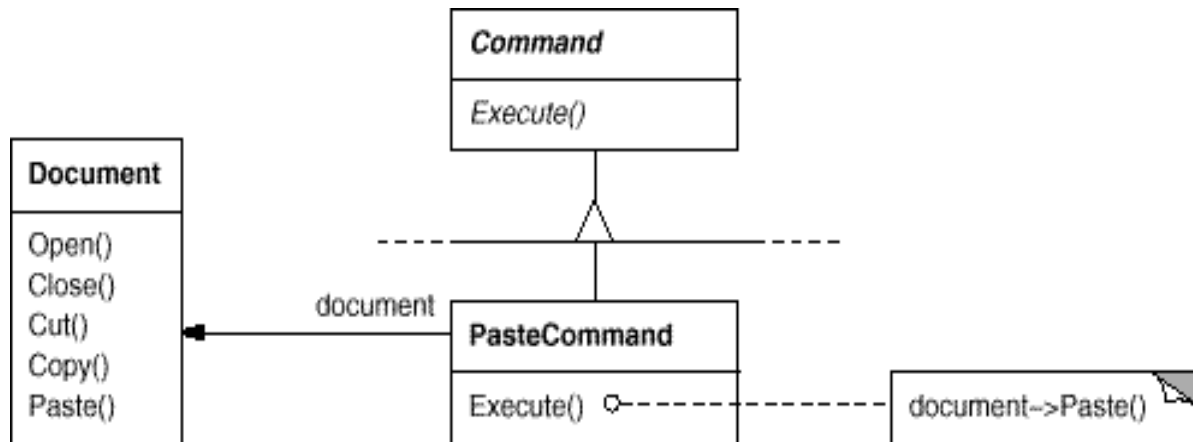 Command
Execute()
Document
Open()
Close()
Cut()
Copy()
Paste()
document
PasteCommand
Execute()
document->Paste()